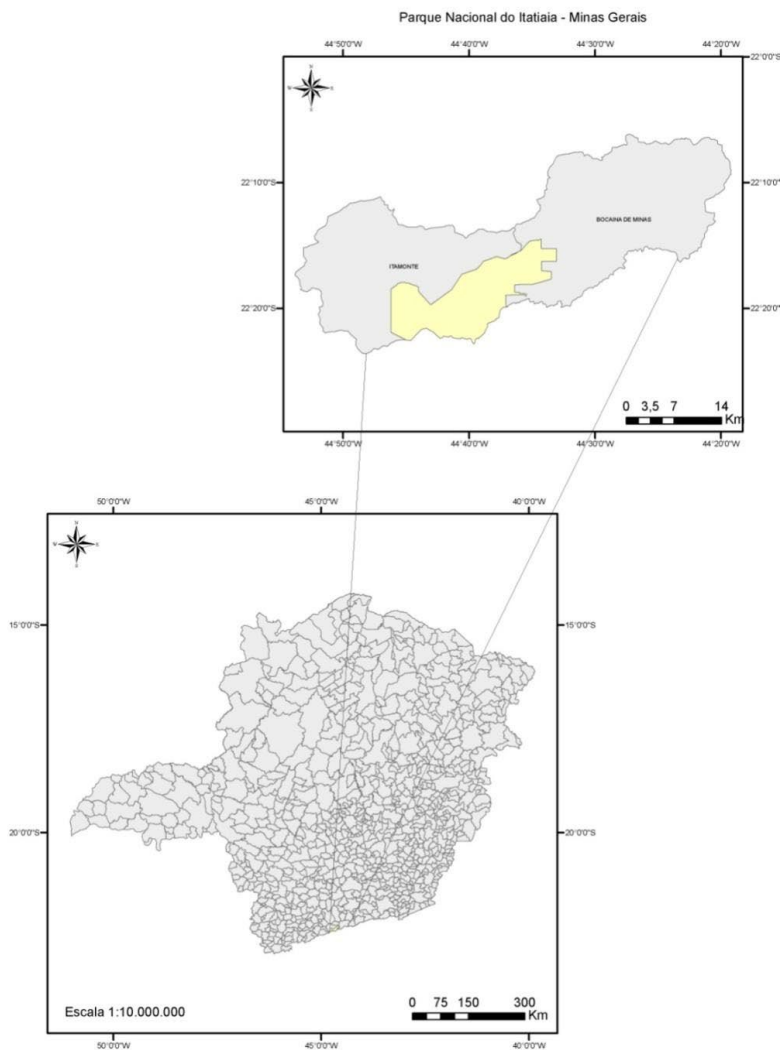 Parque Nacional do Itatiaia - Minas Gerais
44°50'0"W 44°40'0"W 44°30'0"W 44°20'0"W
22°0'0"S
22°10'0"S 22°10'0"S
BOCAINA DE MINAS
ITAMONTE
22°20'0"S 22°20'0"S
0 3,5 7 14
Km
44°50'0"W 44°40'0"W 44°30'0"W 44°20'0"W
50°0'0"W 45°0'0"W 40°0'0"W
15°0'0"S 15°0'0"S
20°0'0"S 20°0'0"S
Escala 1:10.000.000
0 75 150 300
Km
50°0'0"W 45°0'0"W 40°0'0"W